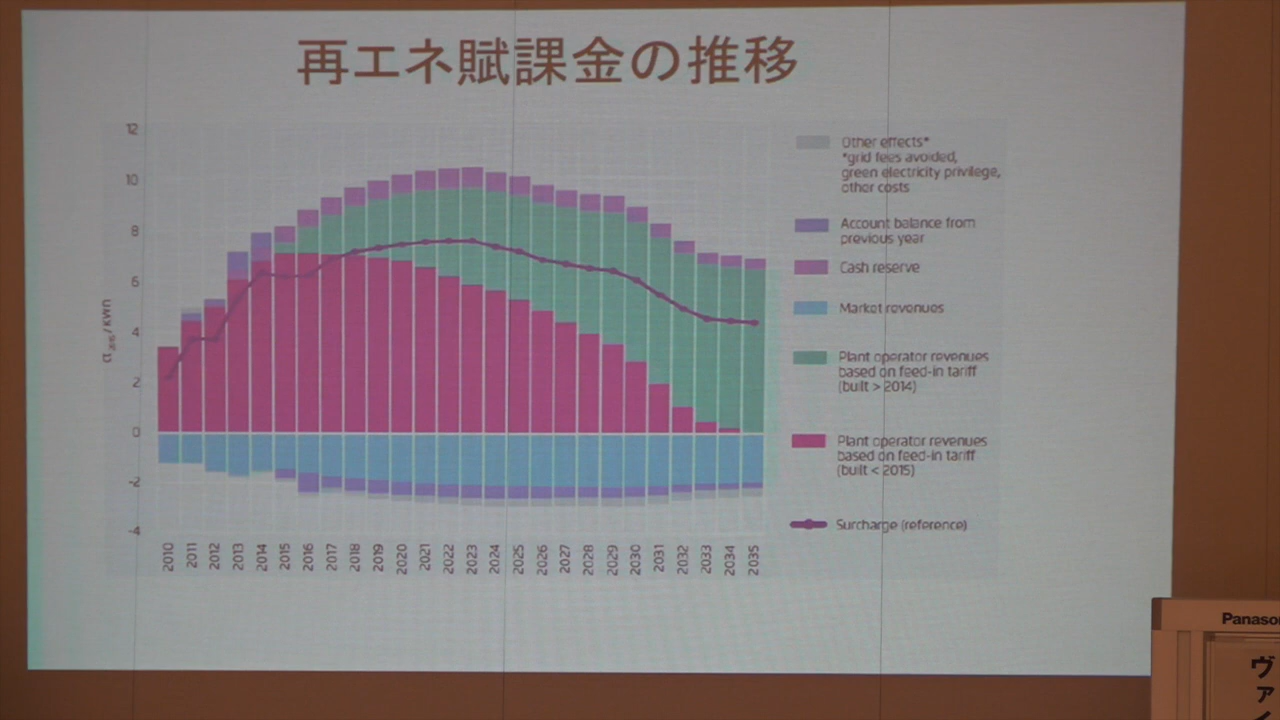 再エネ賦課金の推移
12
10
8
6
4
2
0
-2
-4
2010
2011
2012
2013
2014
2015
2016
2017
2018
2019
2020
2021
2022
2023
2024
2025
2026
2027
2028
2029
2030
2031
2032
2033
2034
2035
Other effects*
*grid fees avoided,
green electricity privilege,
other costs
Account balance from
previous year
Cash reserve
Market revenues
Plant operator revenues
based on feed-in tariff
(built > 2014)
Plant operator revenues
based on feed-in tariff
(built < 2015)
Surcharge (reference)
Panaso
ヴァ